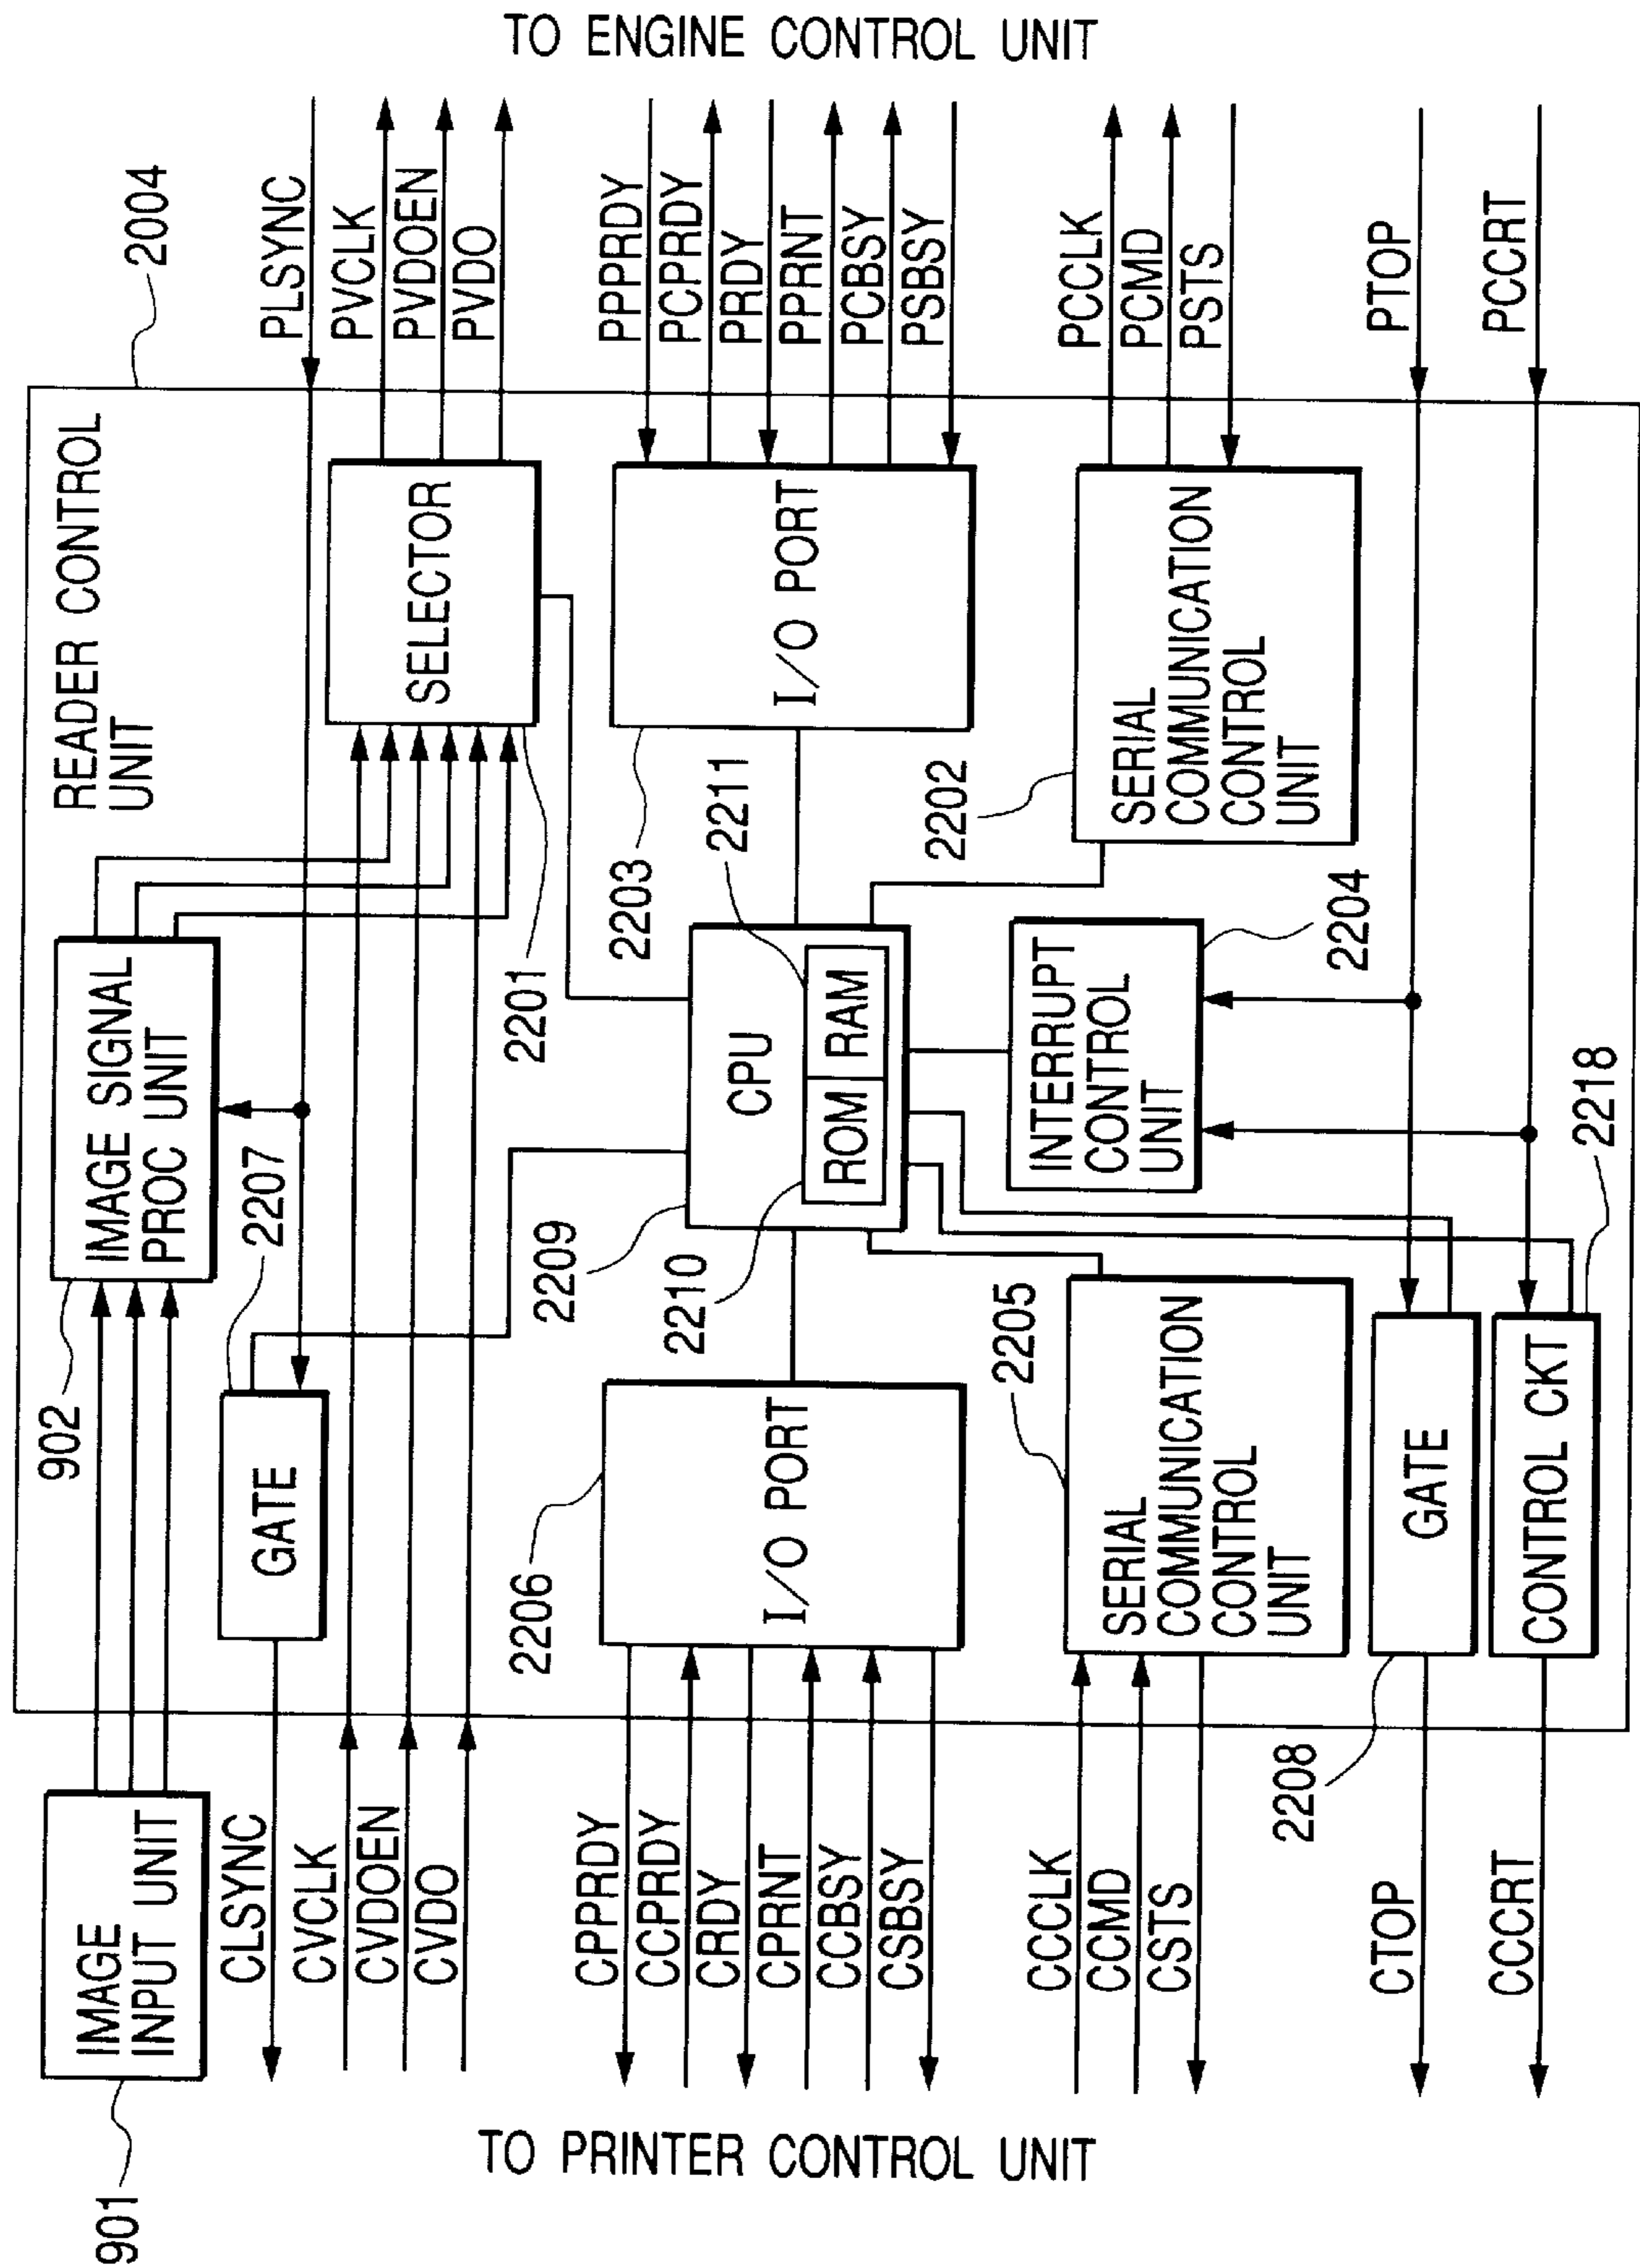 TO ENGINE CONTROL UNIT
2004
READER CONTROL
UNIT
PLSYNC
PVCLK
PVDOEN
PVDO
PPPRDY
PCPRDY
PRDY
PPRNT
PCBSY
PSBSY
PCCLK
PCMD
PSTS
PTOP
PCCRT
SELECTOR
2201
I/O PORT
2203
SERIAL
COMMUNICATION
CONTROL
UNIT
2202
IMAGE SIGNAL
PROC UNIT
902
2207
GATE
CPU
ROM
RAM
2211
2209
2210
INTERRUPT
CONTROL
UNIT
2204
2218
I/O PORT
2206
SERIAL
COMMUNICATION
CONTROL
UNIT
2205
GATE
2208
CONTROL CKT
IMAGE
INPUT UNIT
901
CLSYNC
CVCLK
CVDOEN
CVDO
CPPRDY
CCPRDY
CRDY
CPRNT
CCBSY
CSBSY
CCCLK
CCMD
CSTS
CTOP
CCCRT
TO PRINTER CONTROL UNIT